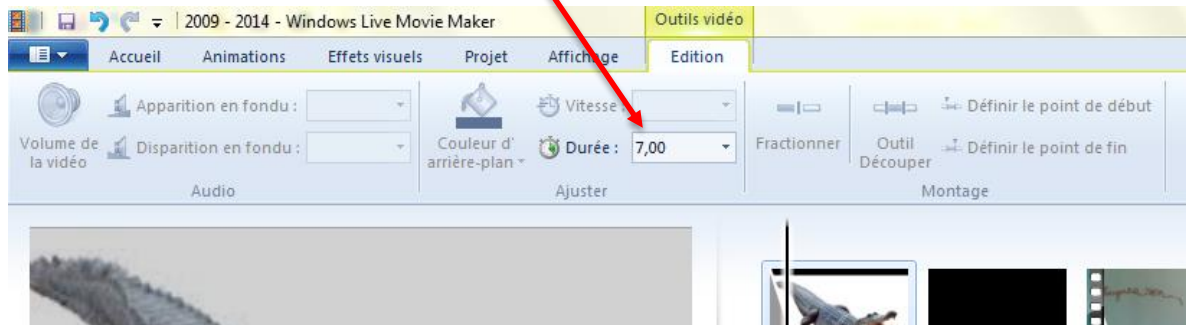 2009 - 2014 - Windows Live Movie Maker
Outils vidéo
Accueil Animations Effets visuels Projet Affichage Edition
Apparition en fondu :
Vitesse :
Définir le point de début
Volume de la vidéo
Disparition en fondu :
Couleur d'
arrière-plan
Durée : 7,00
Fractionner
Outil
Découper
Définir le point de fin
Audio Ajuster Montage